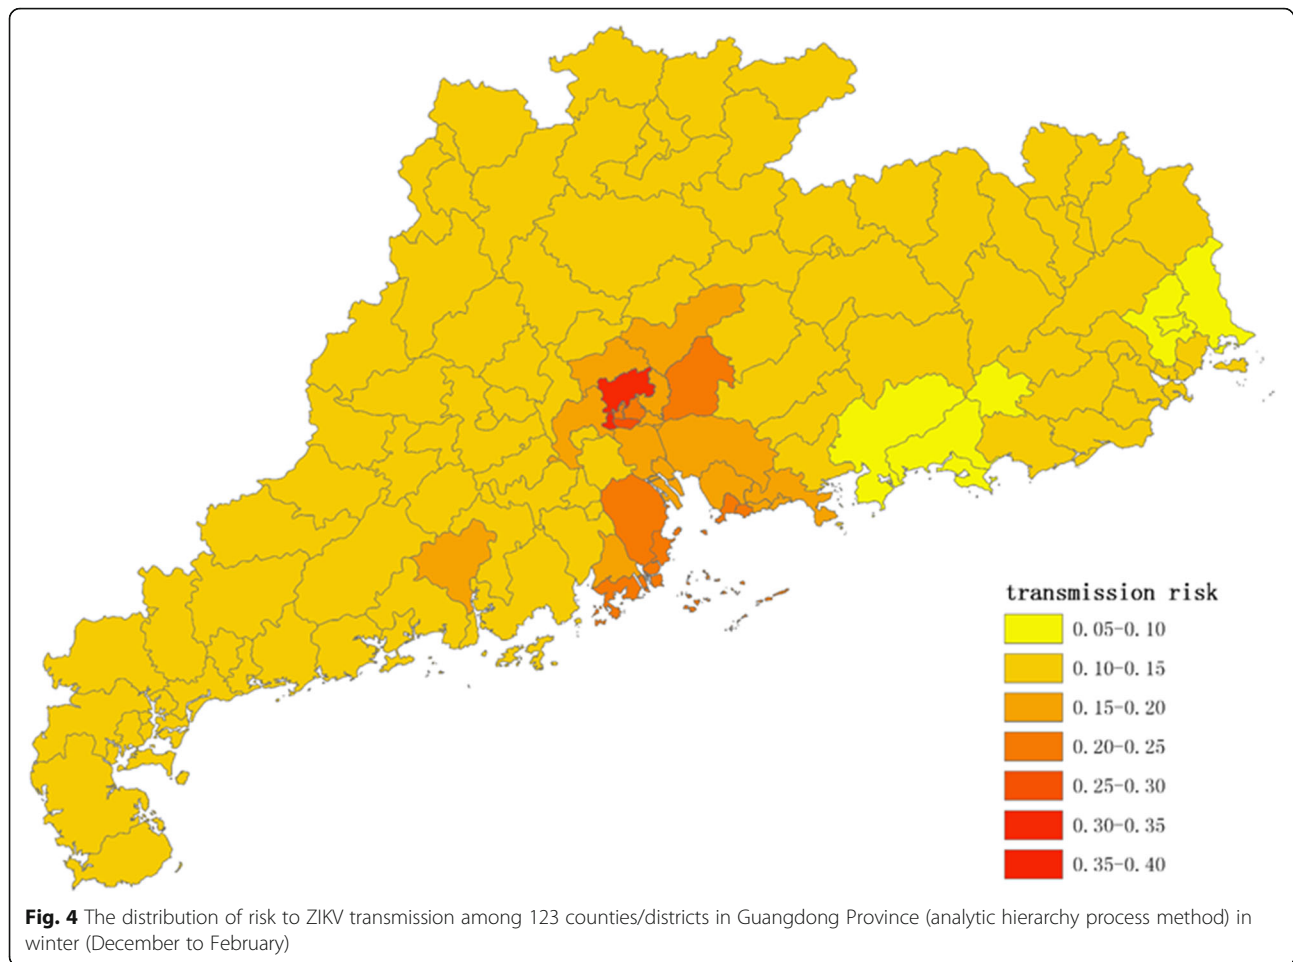 transmission risk
0.05-0.10
0.10-0.15
0.15-0.20
0.20-0.25
0.25-0.30
0.30-0.35
0.35-0.40
Fig. 4 The distribution of risk to ZIKV transmission among 123 counties/districts in Guangdong Province (analytic hierarchy process method) in
winter (December to February)